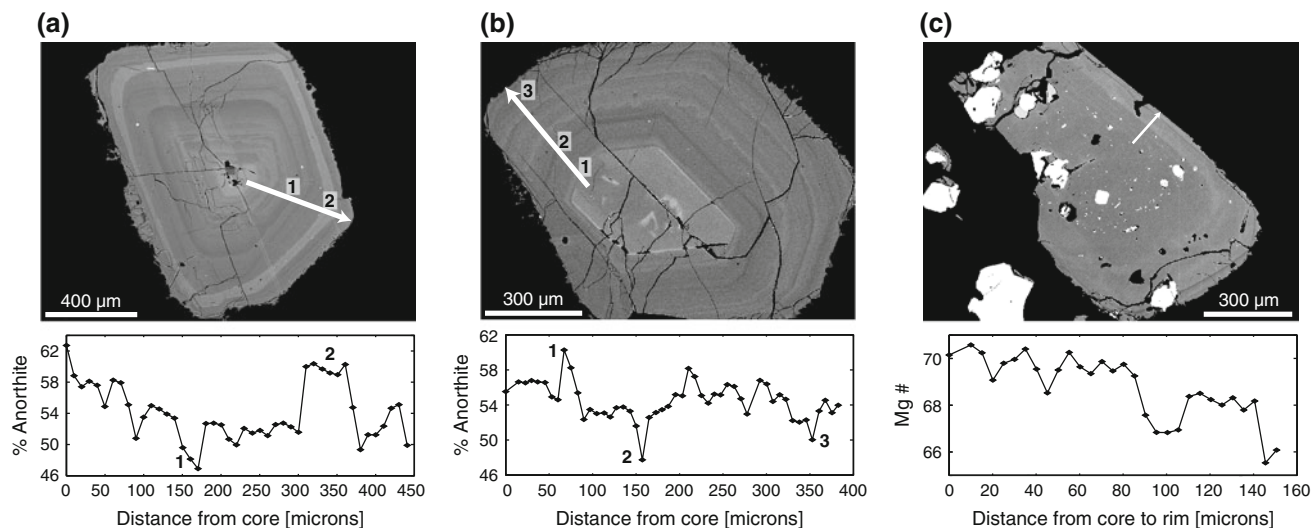 (a)
1
2
400 µm
% Anorthite
62
58
54
50
46
1
2
0 50 100 150 200 250 300 350 400 450
Distance from core [microns]
(b)
3
2
1
300 µm
% Anorthite
62
58
54
50
46
1
2
3
0 50 100 150 200 250 300 350 400
Distance from core [microns]
(c)
300 µm
Mg #
70
68
66
0 20 40 60 80 100 120 140 160
Distance from core to rim [microns]